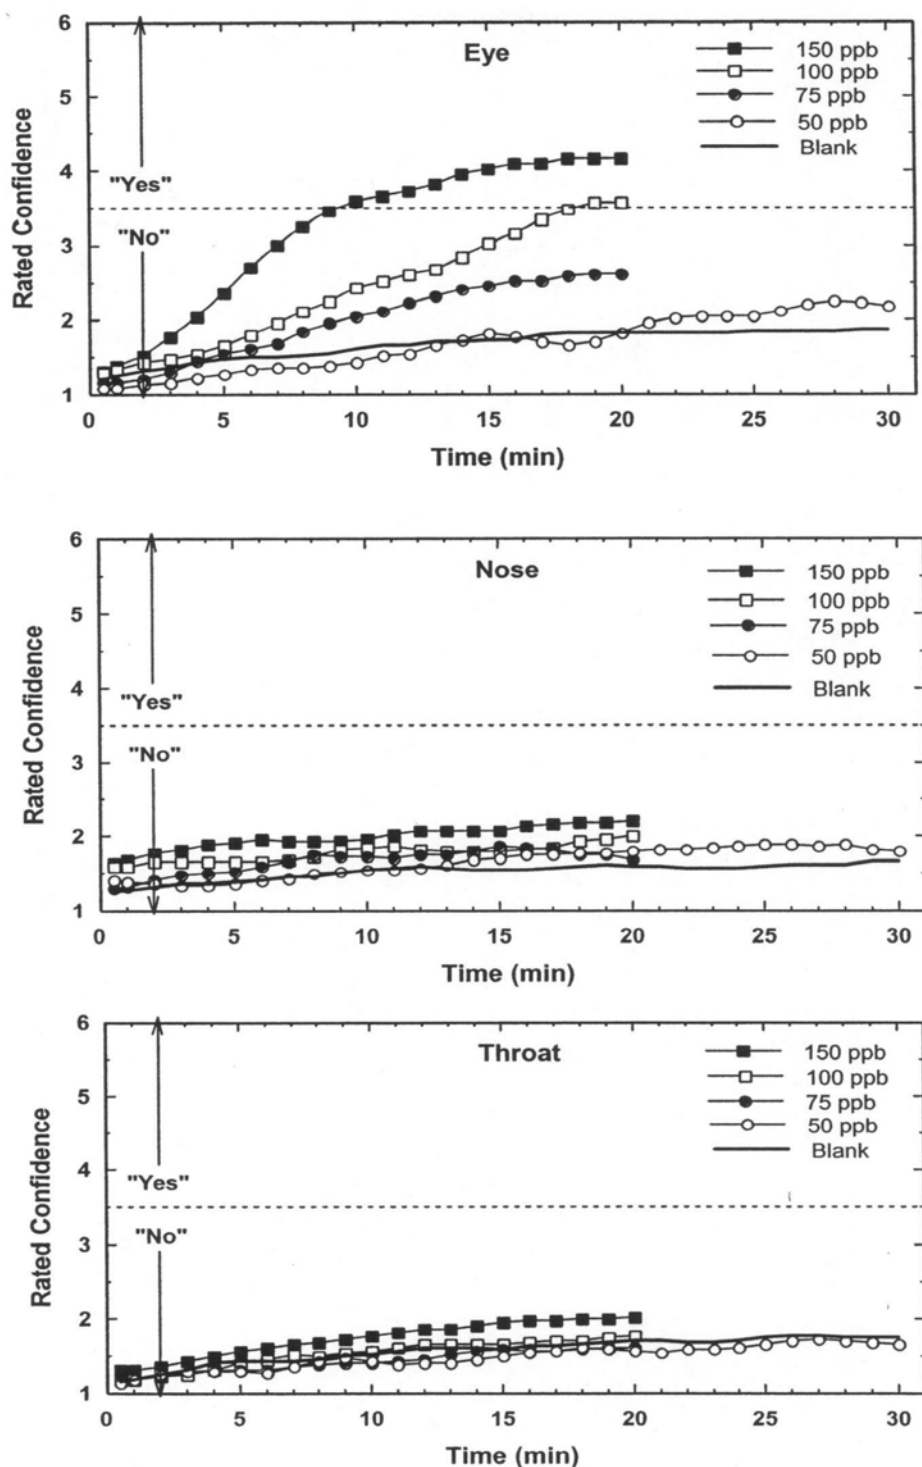 6
Eye
150 ppb
100 ppb
75 ppb
50 ppb
Blank
5
4
"Yes"
"No"
3
2
1
Rated Confidence
0 5 10 15 20 25 30
Time (min)
6
Nose
150 ppb
100 ppb
75 ppb
50 ppb
Blank
5
4
"Yes"
"No"
3
2
1
Rated Confidence
0 5 10 15 20 25 30
Time (min)
6
Throat
150 ppb
100 ppb
75 ppb
50 ppb
Blank
5
4
"Yes"
"No"
3
2
1
Rated Confidence
0 5 10 15 20 25 30
Time (min)